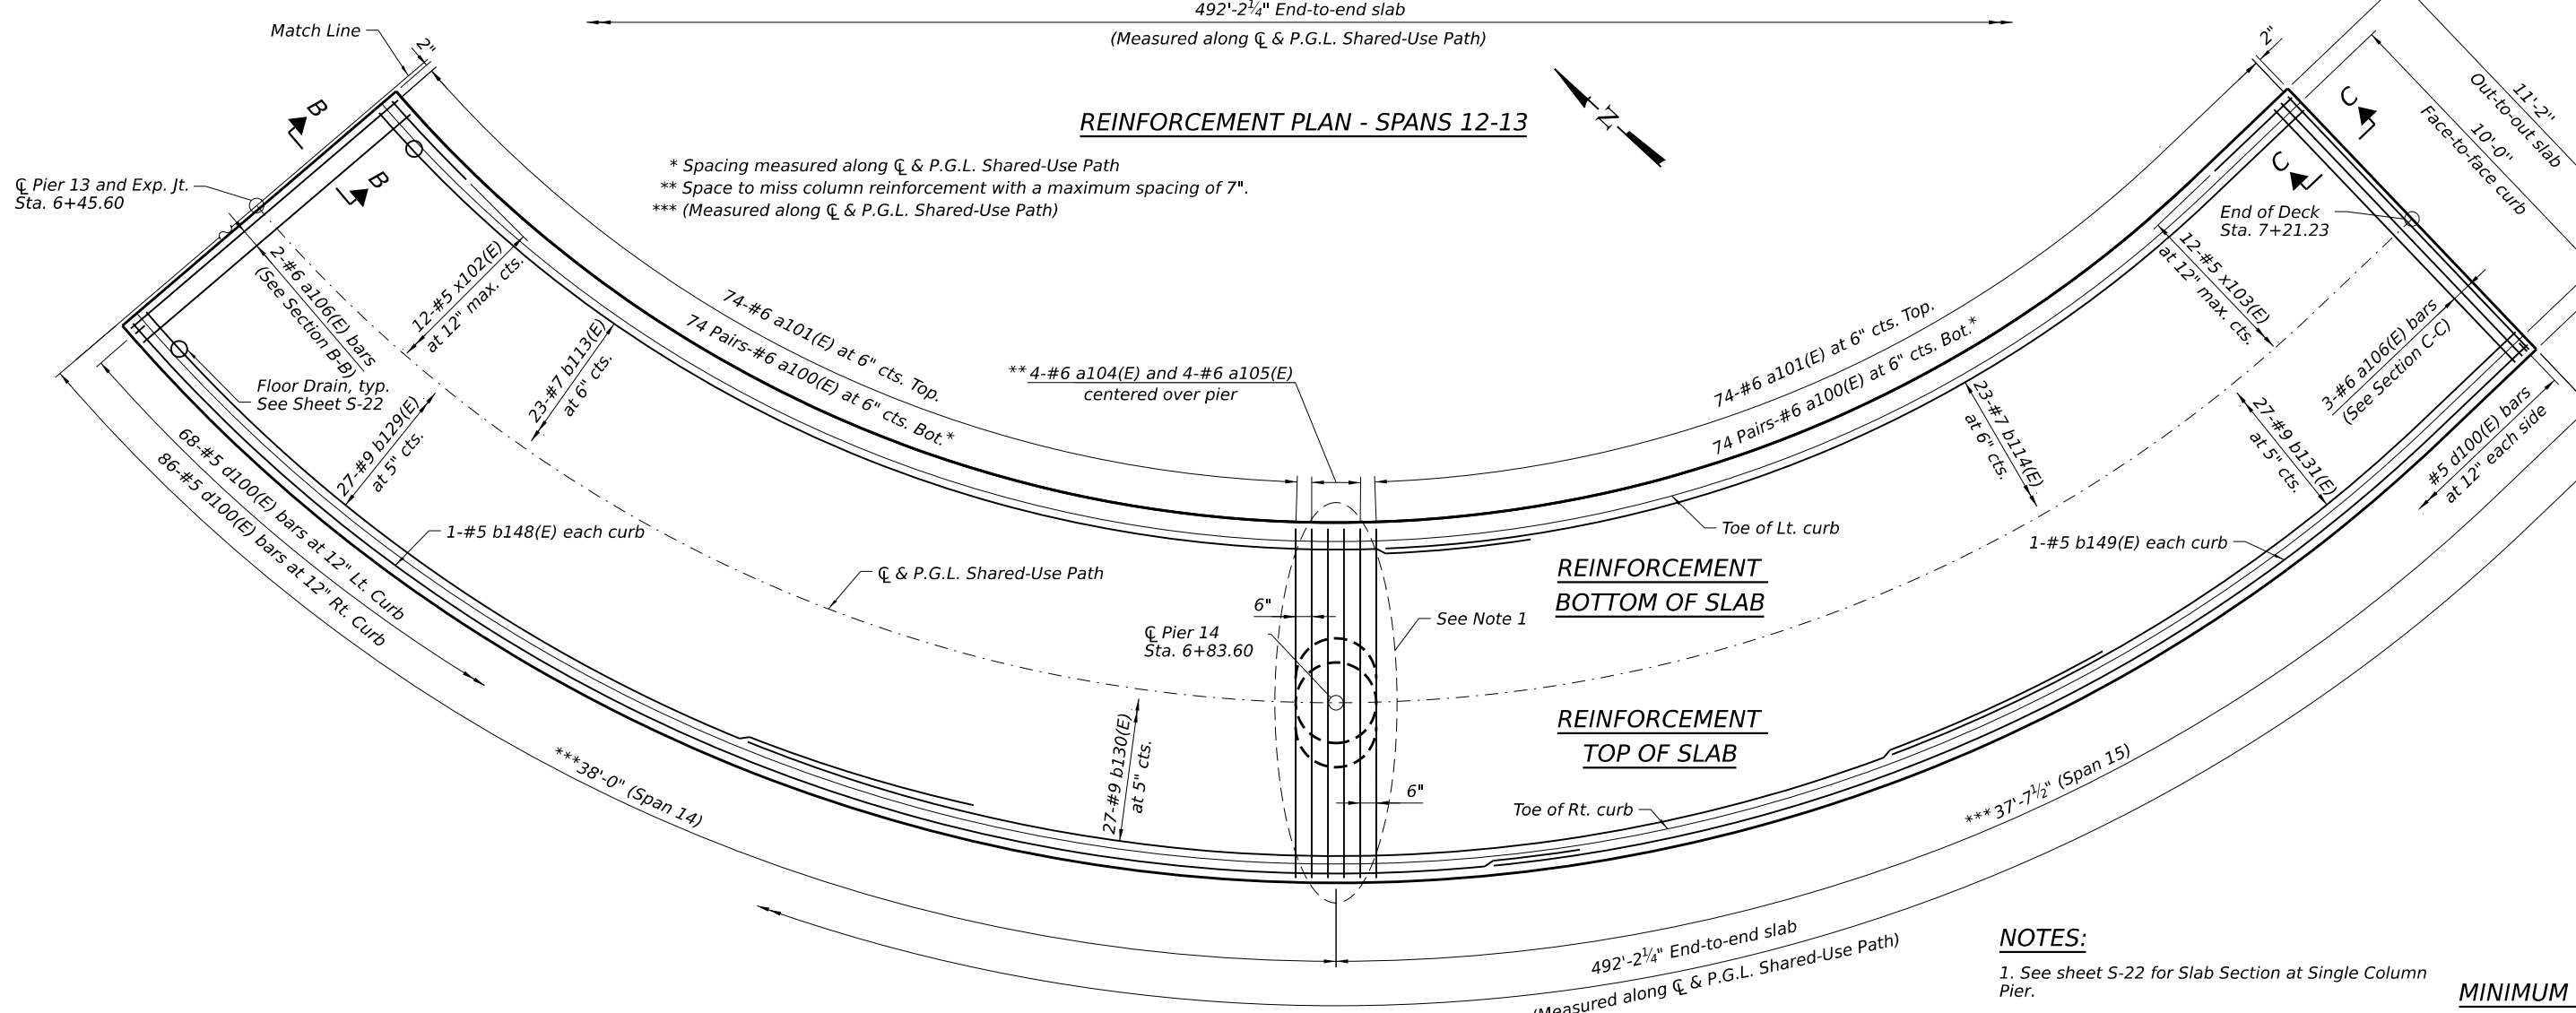 492'-2¼" End-to-end slab
(Measured along ℄ & P.G.L. Shared-Use Path)
Match Line
2"
2"
REINFORCEMENT PLAN - SPANS 12-13
N
* Spacing measured along ℄ & P.G.L. Shared-Use Path
** Space to miss column reinforcement with a maximum spacing of 7".
*** (Measured along ℄ & P.G.L. Shared-Use Path)
B
B
C
C
11'-2"
Out-to-out slab
10'-0"
Face-to-face curb
℄ Pier 13 and Exp. Jt.
Sta. 6+45.60
End of Deck
Sta. 7+21.23
2-#6 a106(E) bars
(See Section B-B)
12-#5 x102(E)
at 12" max. cts.
Floor Drain, typ.
See Sheet S-22
23-#7 b113(E)
at 6" cts.
27-#9 b129(E)
at 5" cts.
74-#6 a101(E) at 6" cts. Top.
74 Pairs-#6 a100(E) at 6" cts. Bot.*
**4-#6 a104(E) and 4-#6 a105(E)
centered over pier
74-#6 a101(E) at 6" cts. Top.
74 Pairs-#6 a100(E) at 6" cts. Bot.*
12-#5 x103(E)
at 12" max. cts.
23-#7 b114(E)
at 6" cts.
27-#9 b131(E)
at 5" cts.
3-#6 a106(E) bars
(See Section C-C)
#5 d100(E) bars
at 12" each side
68-#5 d100(E) bars at 12" Lt. Curb
86-#5 d100(E) bars at 12" Rt. Curb
1-#5 b148(E) each curb
℄ & P.G.L. Shared-Use Path
Toe of Lt. curb
1-#5 b149(E) each curb
REINFORCEMENT
BOTTOM OF SLAB
6"
See Note 1
℄ Pier 14
Sta. 6+83.60
REINFORCEMENT
TOP OF SLAB
27-#9 b130(E)
at 5" cts.
6"
Toe of Rt. curb
***38'-0" (Span 14)
***37'-7½" (Span 15)
492'-2¼" End-to-end slab
(Measured along ℄ & P.G.L. Shared-Use Path)
NOTES:
1. See sheet S-22 for Slab Section at Single Column
Pier.
MINIMUM